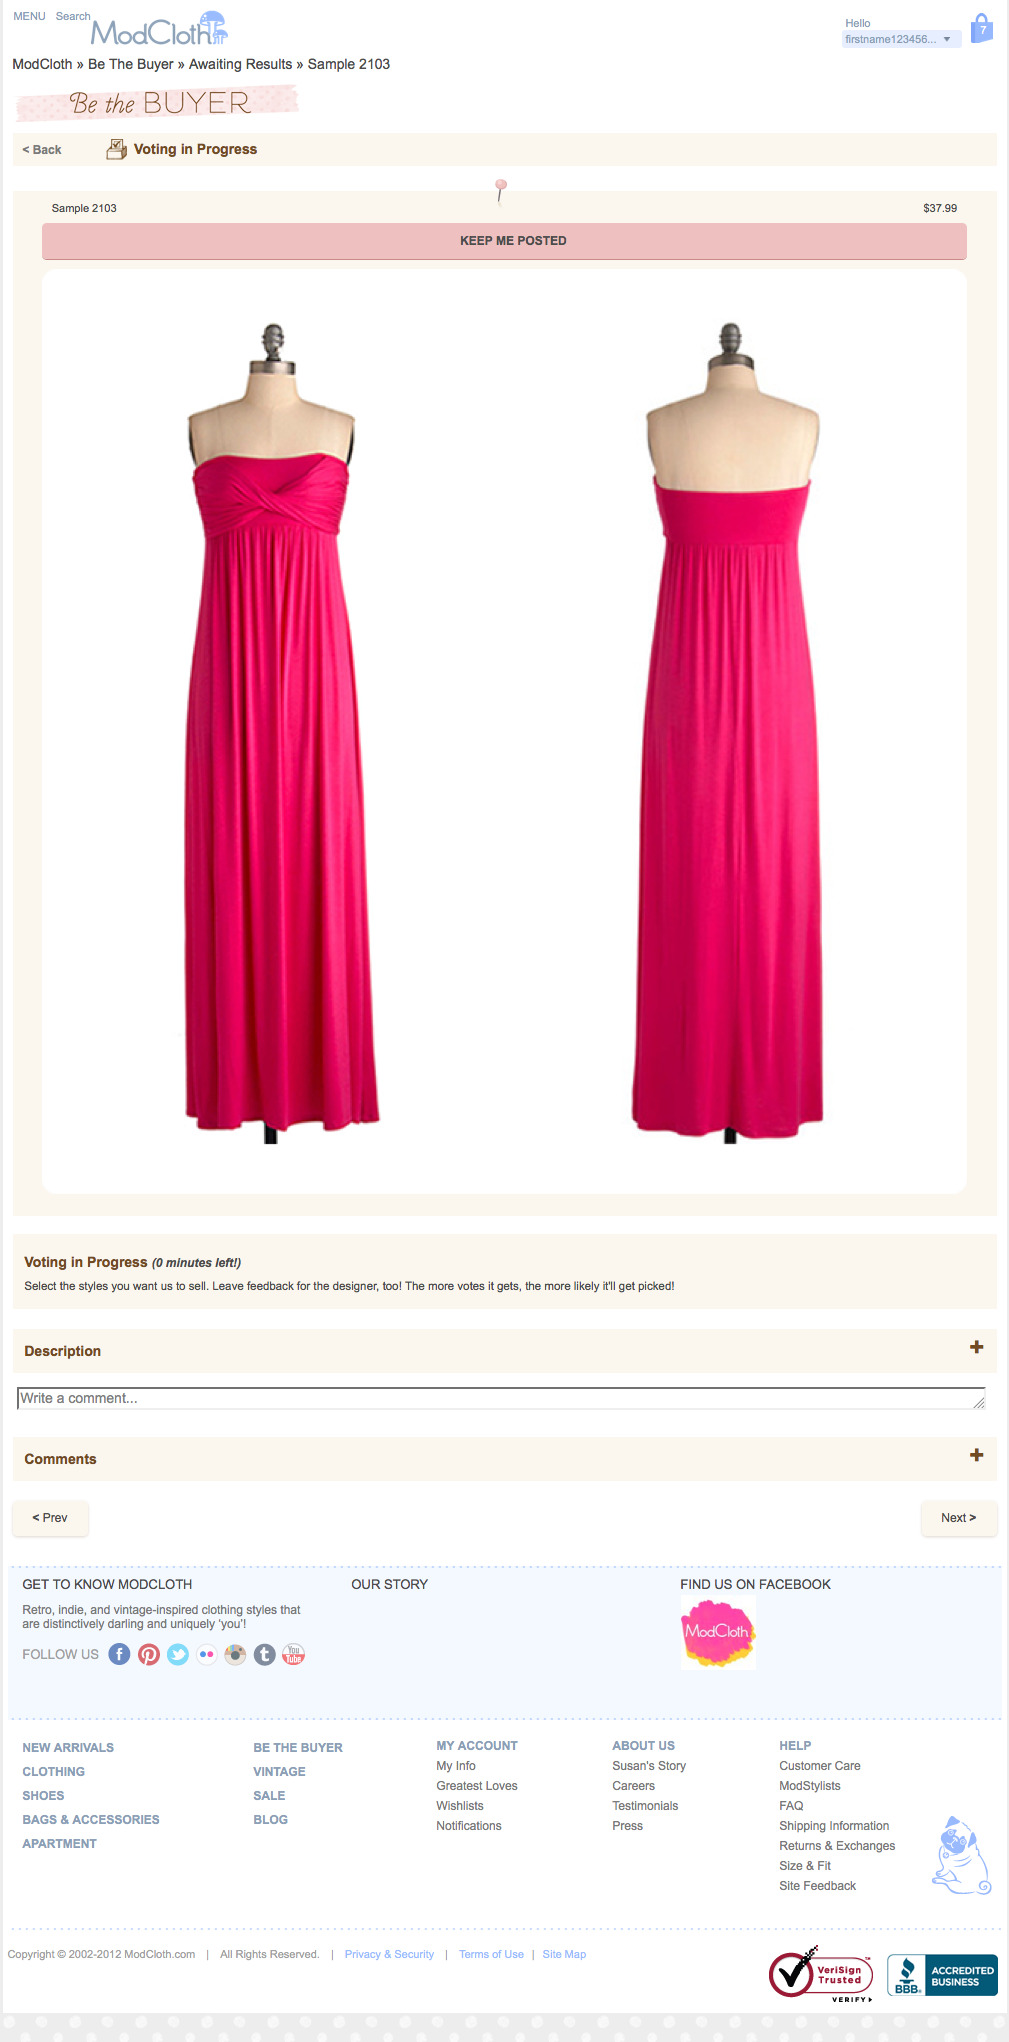 MENU Search ModCloth
Hello
firstname123456...
7
ModCloth » Be The Buyer » Awaiting Results » Sample 2103
Be the BUYER
< Back Voting in Progress
Sample 2103 $37.99
KEEP ME POSTED
Voting in Progress (0 minutes left!)
Select the styles you want us to sell. Leave feedback for the designer, too! The more votes it gets, the more likely it'll get picked!
Description
Write a comment...
Comments
< Prev Next >
GET TO KNOW MODCLOTH
Retro, indie, and vintage-inspired clothing styles that
are distinctively darling and uniquely 'you'!
FOLLOW US f t You Tube
OUR STORY
FIND US ON FACEBOOK
ModCloth
NEW ARRIVALS
CLOTHING
SHOES
BAGS & ACCESSORIES
APARTMENT
BE THE BUYER
VINTAGE
SALE
BLOG
MY ACCOUNT
My Info
Greatest Loves
Wishlists
Notifications
ABOUT US
Susan's Story
Careers
Testimonials
Press
HELP
Customer Care
ModStylists
FAQ
Shipping Information
Returns & Exchanges
Size & Fit
Site Feedback
Copyright © 2002-2012 ModCloth.com | All Rights Reserved. | Privacy & Security | Terms of Use | Site Map
VeriSign
Trusted
VERIFY
BBB.
ACCREDITED
BUSINESS